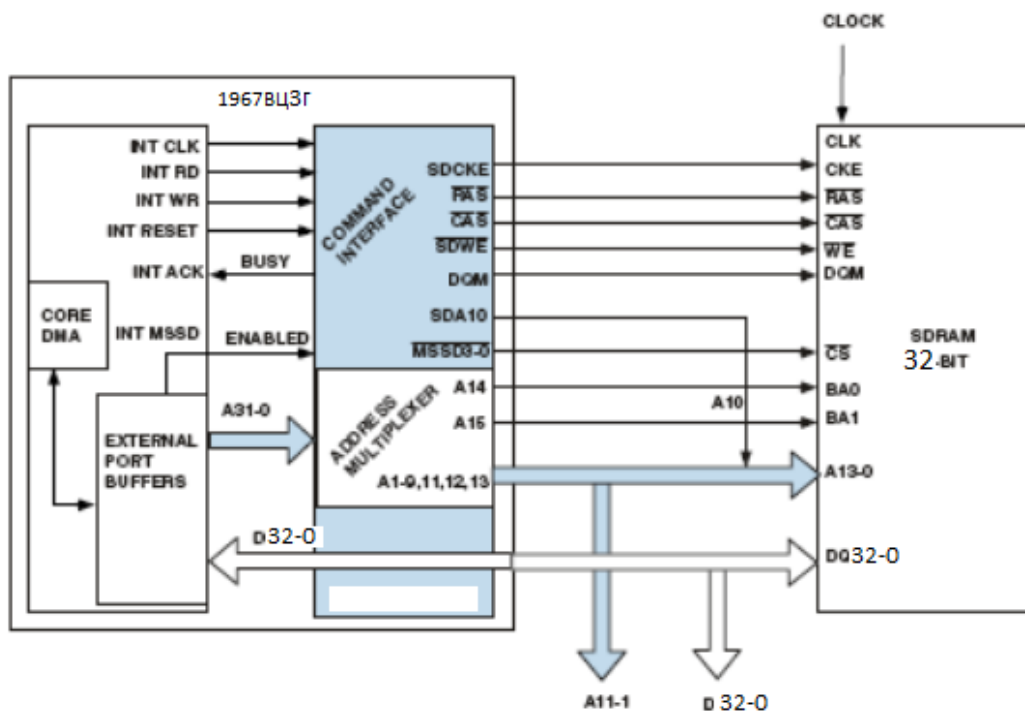 CLOCK
1967ВЦ3г
INT CLK
INT RD
INT WR
INT RESET
INT ACK
BUSY
CORE
DMA
INT MSSD
ENABLED
A31-0
EXTERNAL
PORT
BUFFERS
D32-0
COMMAND
INTERFACE
SDCKE
RAS
CAS
SDWE
DQM
SDA10
MSSD3-0
ADDRESS
MULTIPLEXER
A14
A15
A1-9,11,12,13
A10
CLK
CKE
RAS
CAS
WE
DQM
SDRAM
32-BIT
CS
BA0
BA1
A13-0
DQ32-0
A11-1
D 32-0